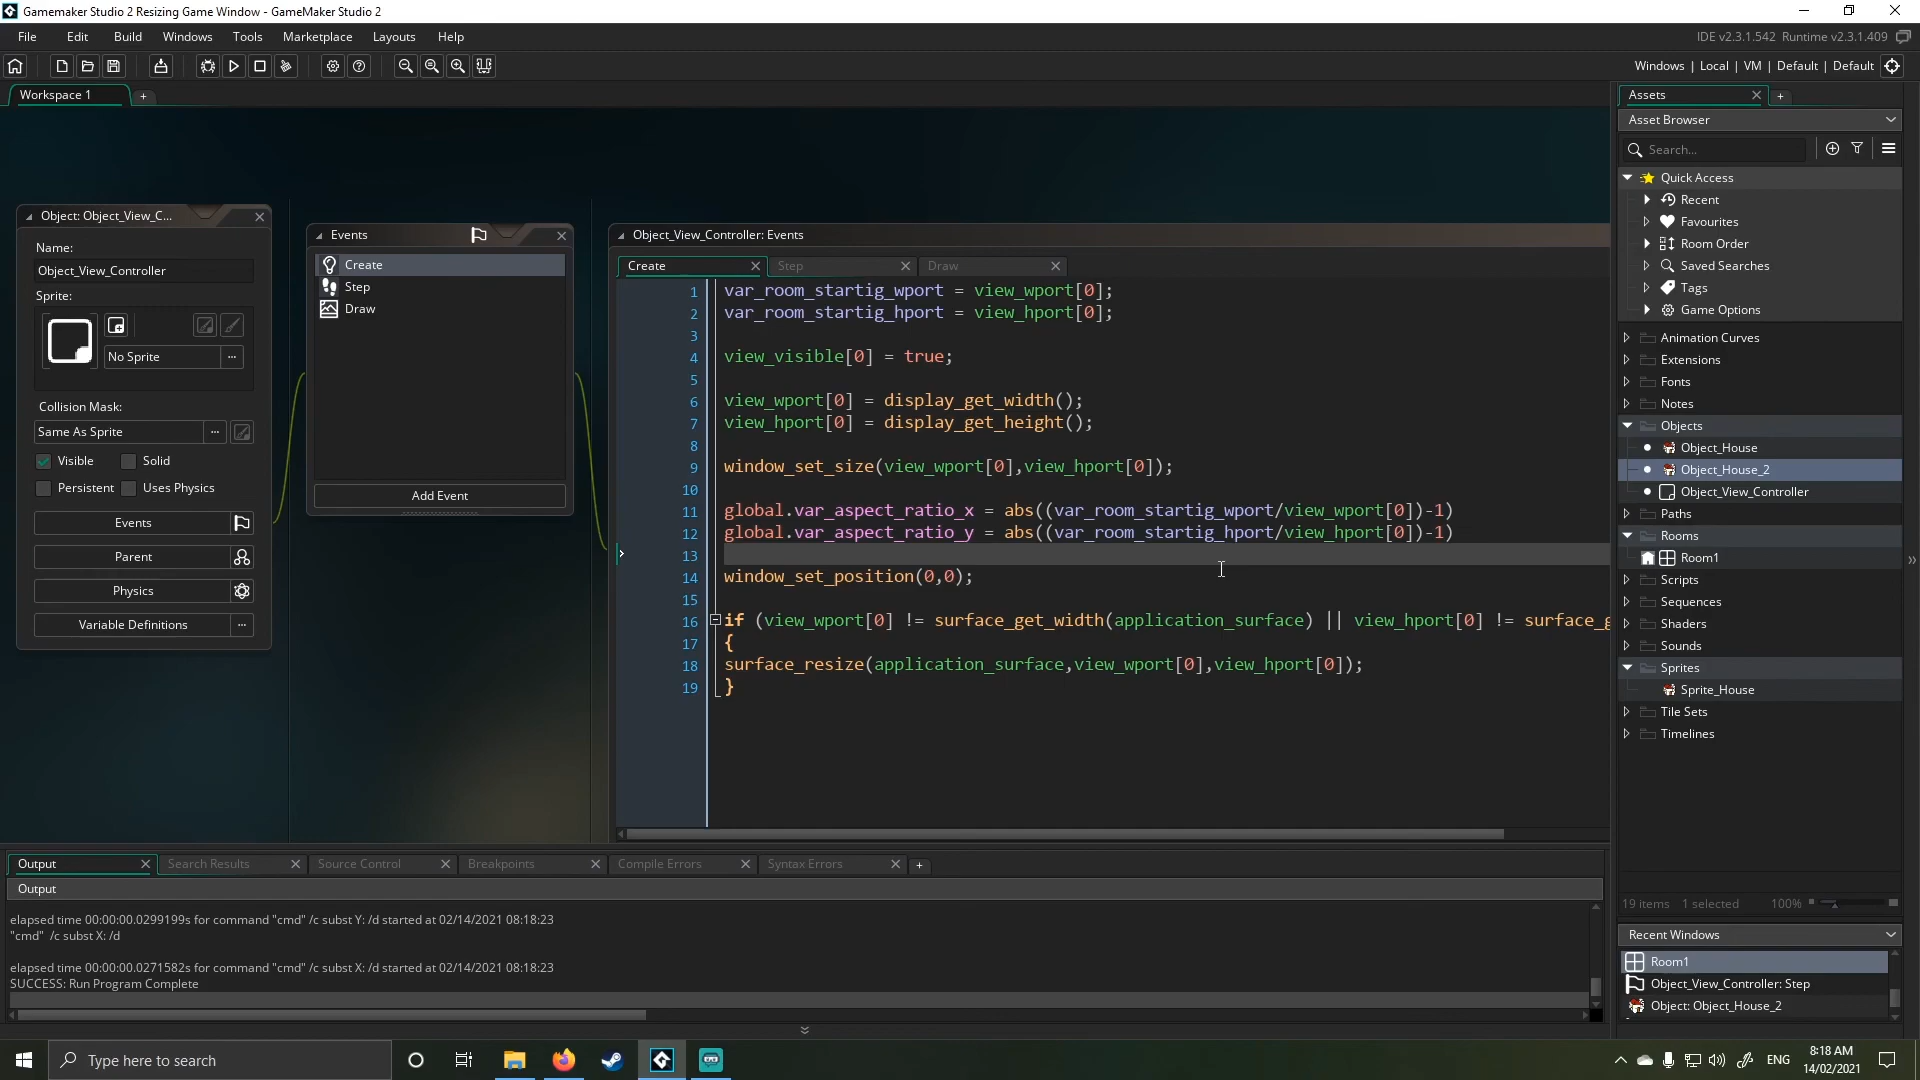 Gamemaker Studio 2 Resizing Game Window - GameMaker Studio 2
File Edit Build Windows Tools Marketplace Layouts Help
IDE v2.3.1.542 Runtime v2.3.1.409
Windows | Local | VM | Default | Default
Workspace 1
Object: Object_View_C...
Name:
Object_View_Controller
Sprite:
No Sprite
Collision Mask:
Same As Sprite
Visible Solid
Persistent Uses Physics
Events
Parent
Physics
Variable Definitions
Events
Create
Step
Draw
Add Event
Object_View_Controller: Events
Create Step Draw
1 var_room_startig_wport = view_wport[0];
2 var_room_startig_hport = view_hport[0];
3
4 view_visible[0] = true;
5
6 view_wport[0] = display_get_width();
7 view_hport[0] = display_get_height();
8
9 window_set_size(view_wport[0],view_hport[0]);
10
11 global.var_aspect_ratio_x = abs((var_room_startig_wport/view_wport[0])-1)
12 global.var_aspect_ratio_y = abs((var_room_startig_hport/view_hport[0])-1)
13
14 window_set_position(0,0);
15
16 if (view_wport[0] != surface_get_width(application_surface) || view_hport[0] != surface_g
17 {
18 surface_resize(application_surface,view_wport[0],view_hport[0]);
19 }
Assets
Asset Browser
Search...
Quick Access
Recent
Favourites
Room Order
Saved Searches
Tags
Game Options
Animation Curves
Extensions
Fonts
Notes
Objects
Object_House
Object_House_2
Object_View_Controller
Paths
Rooms
Room1
Scripts
Sequences
Shaders
Sounds
Sprites
Sprite_House
Tile Sets
Timelines
19 items 1 selected 100%
Recent Windows
Room1
Object_View_Controller: Step
Object: Object_House_2
Output Search Results Source Control Breakpoints Compile Errors Syntax Errors
Output
elapsed time 00:00:00.0299199s for command "cmd" /c subst Y: /d started at 02/14/2021 08:18:23
"cmd" /c subst X: /d
elapsed time 00:00:00.0271582s for command "cmd" /c subst X: /d started at 02/14/2021 08:18:23
SUCCESS: Run Program Complete
Type here to search
ENG
8:18 AM
14/02/2021